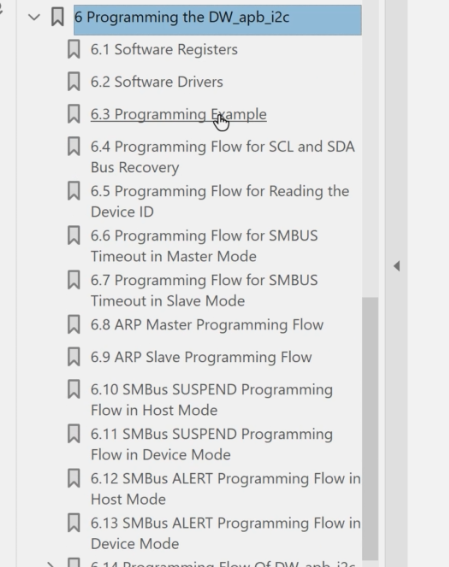 6 Programming the DW_apb_i2c
6.1 Software Registers
6.2 Software Drivers
6.3 Programming Example
6.4 Programming Flow for SCL and SDA
Bus Recovery
6.5 Programming Flow for Reading the
Device ID
6.6 Programming Flow for SMBUS
Timeout in Master Mode
6.7 Programming Flow for SMBUS
Timeout in Slave Mode
6.8 ARP Master Programming Flow
6.9 ARP Slave Programming Flow
6.10 SMBus SUSPEND Programming
Flow in Host Mode
6.11 SMBus SUSPEND Programming
Flow in Device Mode
6.12 SMBus ALERT Programming Flow in
Host Mode
6.13 SMBus ALERT Programming Flow in
Device Mode
6.14 Programming Flow Of DW_apb_i2c